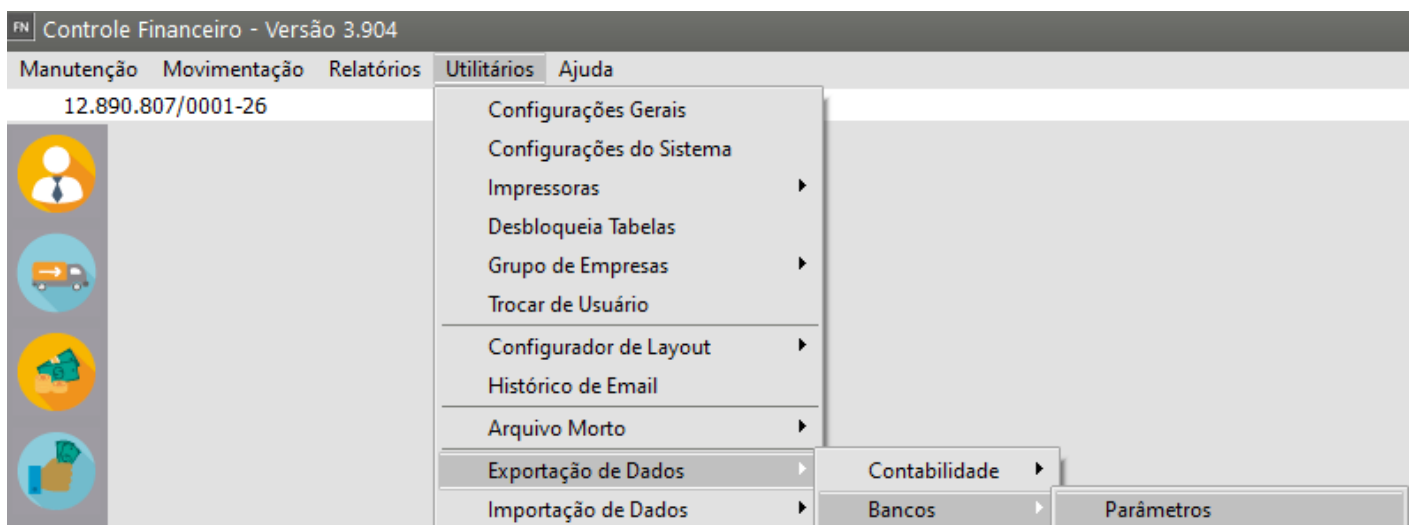 FN Controle Financeiro - Versão 3.904
Manutenção Movimentação Relatórios Utilitários Ajuda
12.890.807/0001-26
Configurações Gerais
Configurações do Sistema
Impressoras
Desbloqueia Tabelas
Grupo de Empresas
Trocar de Usuário
Configurador de Layout
Histórico de Email
Arquivo Morto
Exportação de Dados Contabilidade
Importação de Dados Bancos Parâmetros